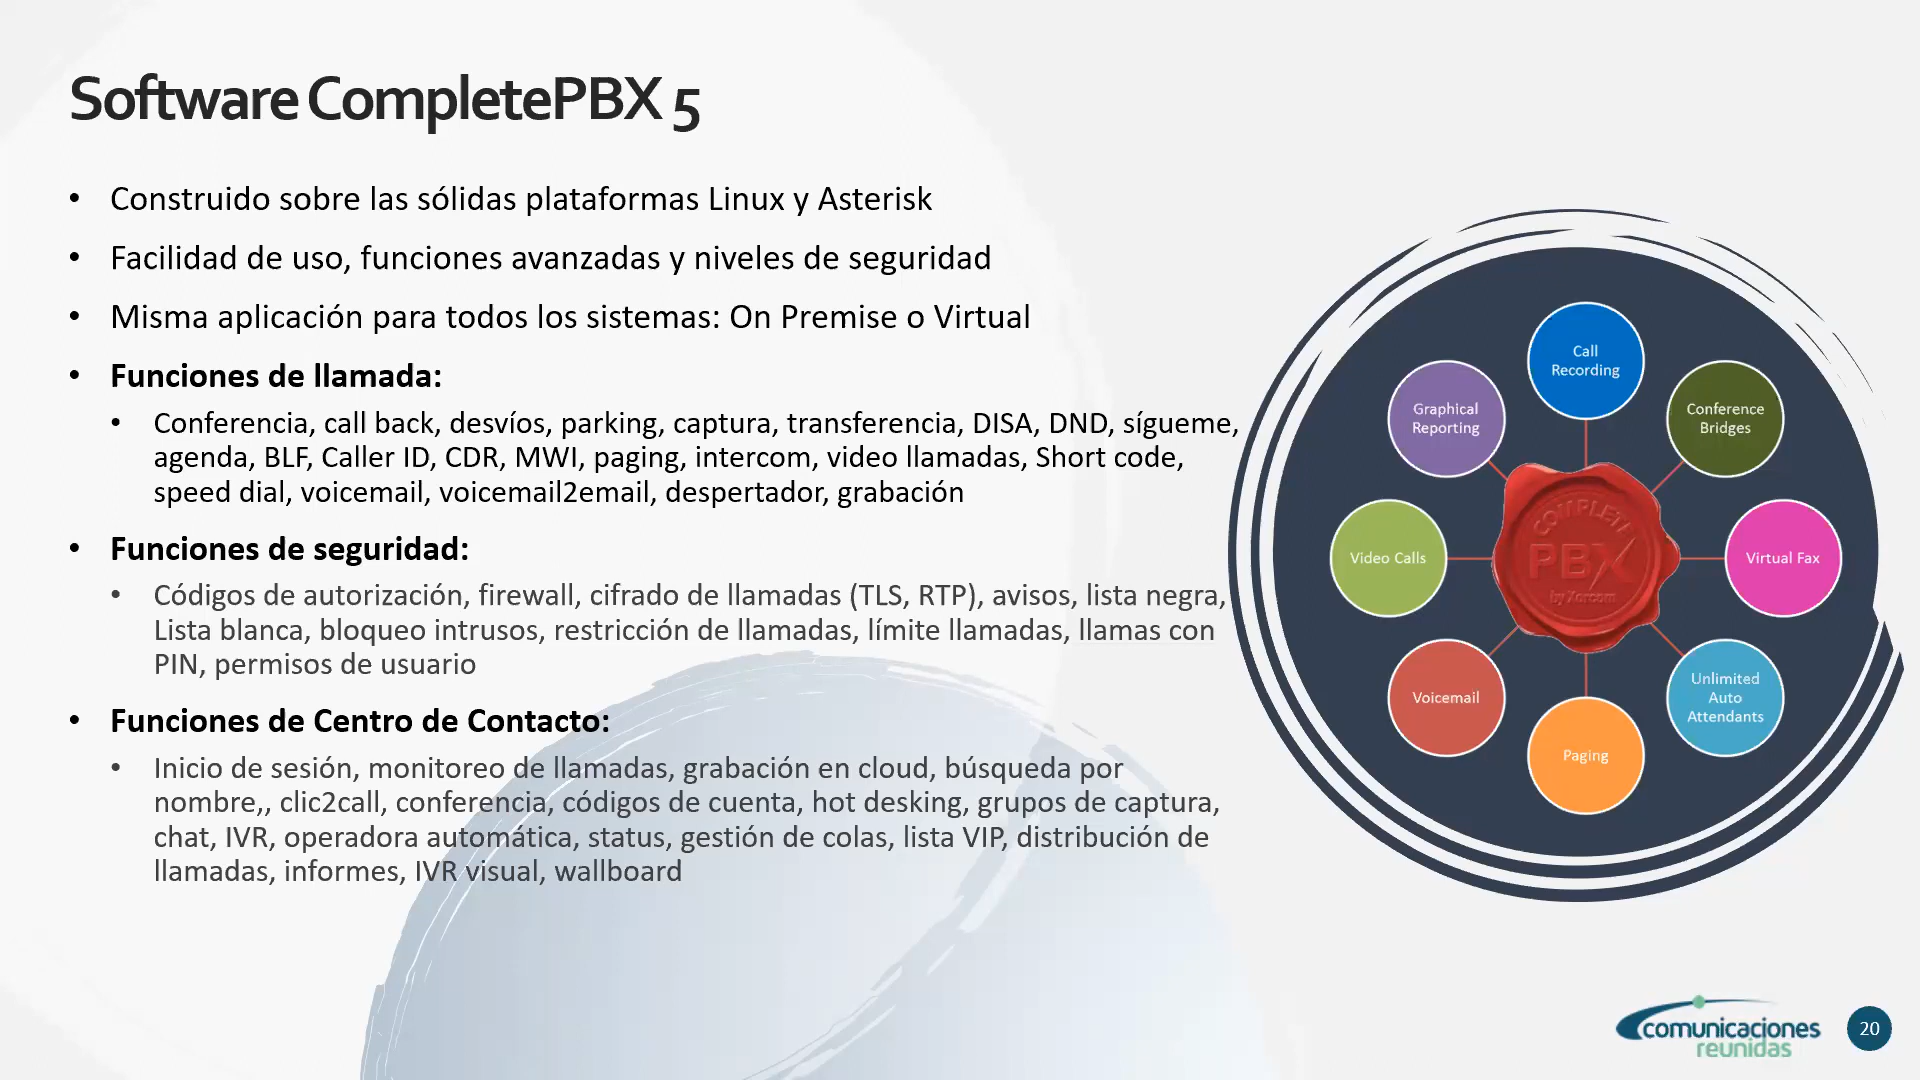 Software CompletePBX 5
• Construido sobre las sólidas plataformas Linux y Asterisk
• Facilidad de uso, funciones avanzadas y niveles de seguridad
• Misma aplicación para todos los sistemas: On Premise o Virtual
• Funciones de llamada:
• Conferencia, call back, desvíos, parking, captura, transferencia, DISA, DND, sígueme,
agenda, BLF, Caller ID, CDR, MWI, paging, intercom, video llamadas, Short code,
speed dial, voicemail, voicemail2email, despertador, grabación
• Funciones de seguridad:
• Códigos de autorización, firewall, cifrado de llamadas (TLS, RTP), avisos, lista negra,
Lista blanca, bloqueo intrusos, restricción de llamadas, límite llamadas, llamas con
PIN, permisos de usuario
• Funciones de Centro de Contacto:
• Inicio de sesión, monitoreo de llamadas, grabación en cloud, búsqueda por
nombre,, clic2call, conferencia, códigos de cuenta, hot desking, grupos de captura,
chat, IVR, operadora automática, status, gestión de colas, lista VIP, distribución de
llamadas, informes, IVR visual, wallboard
Call
Recording
Conference
Bridges
Virtual Fax
Unlimited
Auto
Attendants
Paging
Voicemail
Video Calls
Graphical
Reporting
COMPLETE
PBX
by Xorcom
comunicaciones
reunidas
20